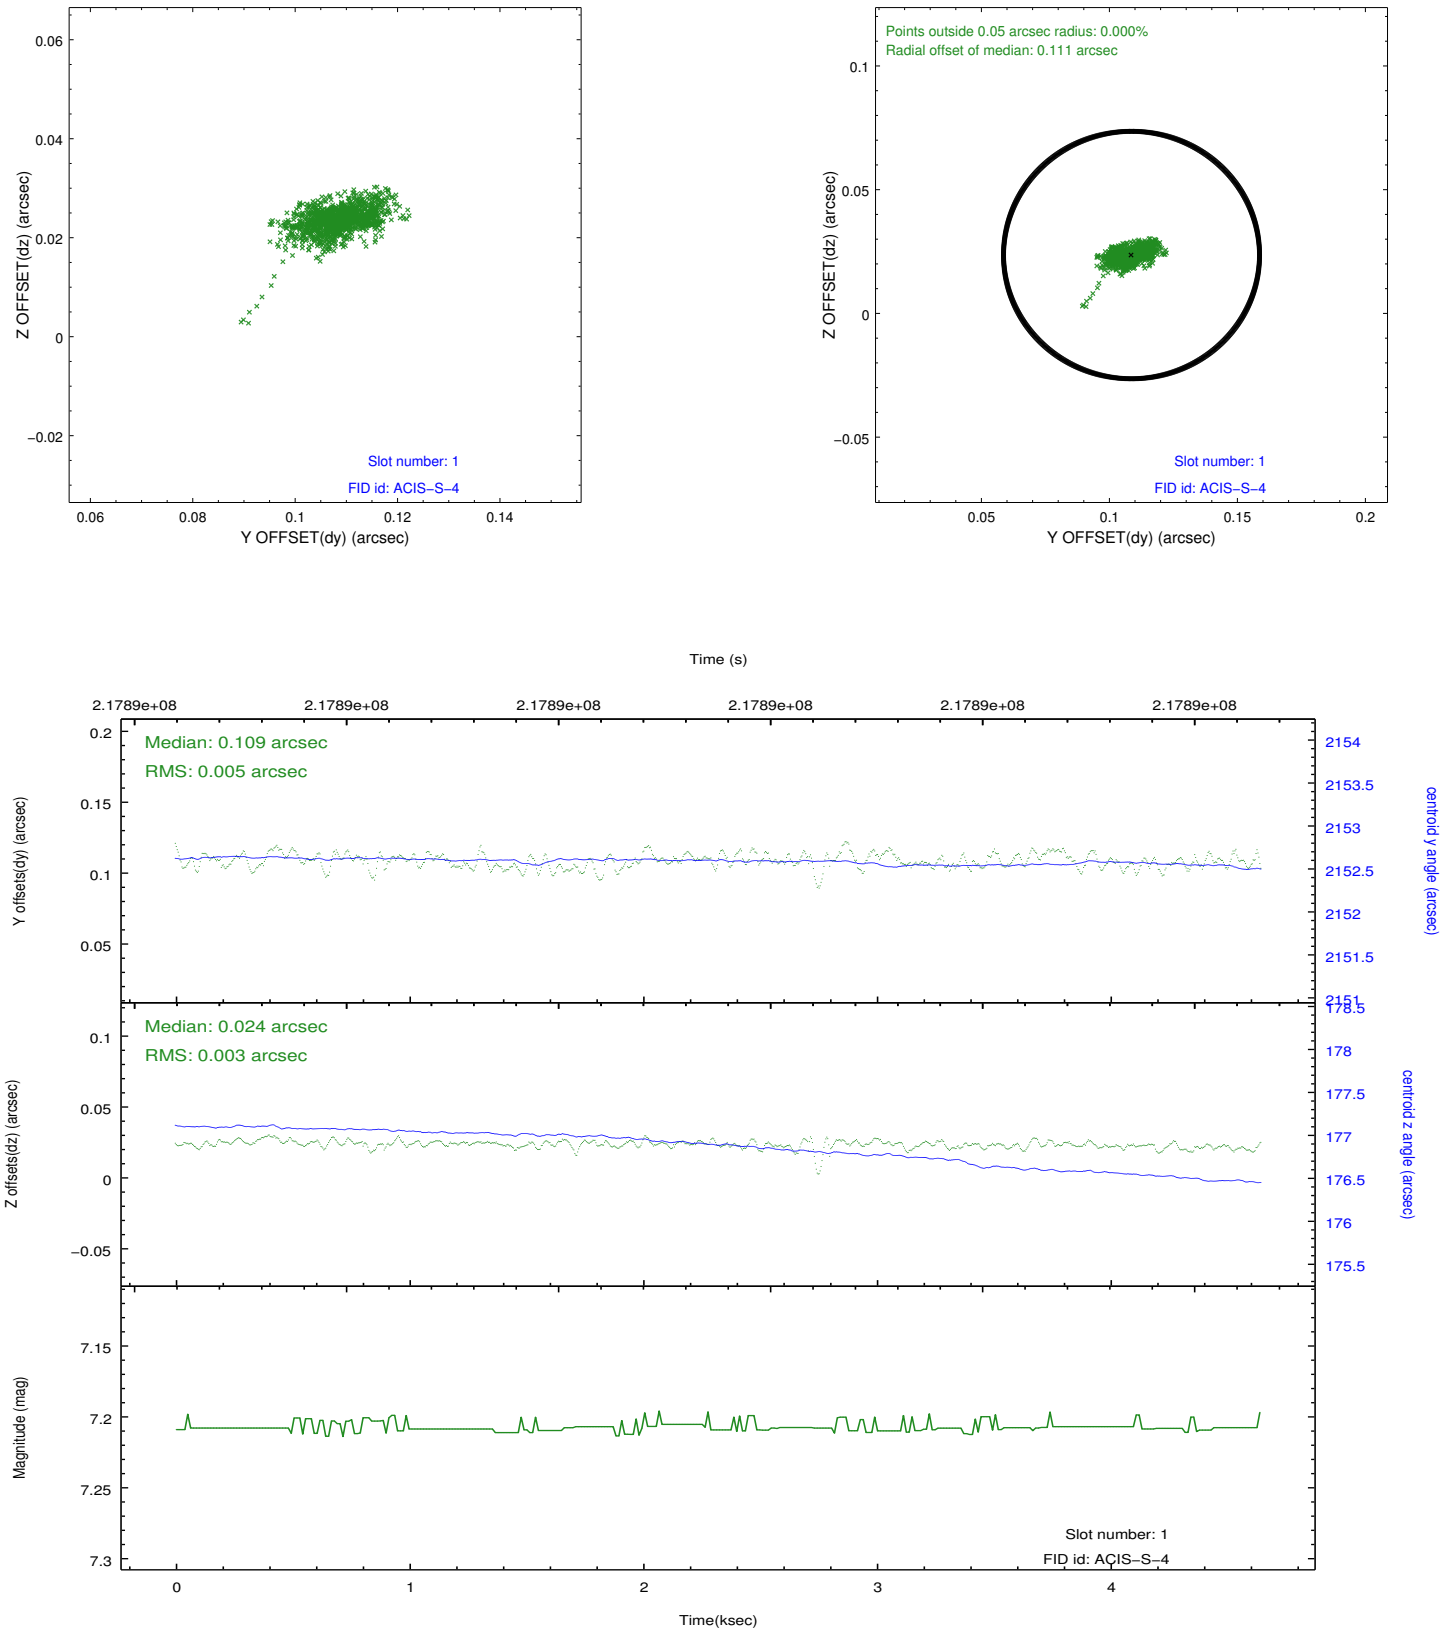 0.06
0.04
0.02
0
−0.02
Z OFFSET(dz) (arcsec)
Slot number: 1
FID id: ACIS−S−4
0.06 0.08 0.1 0.12 0.14
Y OFFSET(dy) (arcsec)
Points outside 0.05 arcsec radius: 0.000%
Radial offset of median: 0.111 arcsec
0.1
0.05
0
−0.05
Z OFFSET(dz) (arcsec)
Slot number: 1
FID id: ACIS−S−4
0.05 0.1 0.15 0.2
Y OFFSET(dy) (arcsec)
Time (s)
2.1789e+08 2.1789e+08 2.1789e+08 2.1789e+08 2.1789e+08 2.1789e+08
Median: 0.109 arcsec
RMS: 0.005 arcsec
0.2
0.15
0.1
0.05
Y offsets(dy) (arcsec)
2154
2153.5
2153
2152.5
2152
2151.5
2151
centroid y angle (arcsec)
Median: 0.024 arcsec
RMS: 0.003 arcsec
0.1
0.05
0
−0.05
Z offsets(dz) (arcsec)
178.5
178
177.5
177
176.5
176
175.5
centroid z angle (arcsec)
7.15
7.2
7.25
7.3
Magnitude (mag)
Slot number: 1
FID id: ACIS−S−4
0 1 2 3 4
Time(ksec)